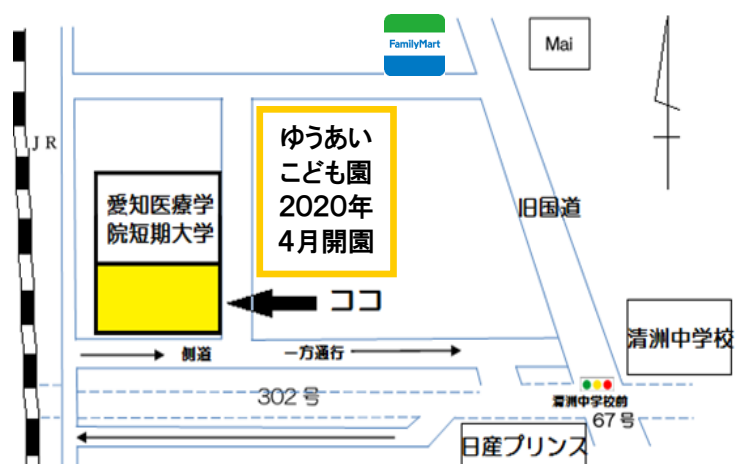 FamilyMart
Mai
JR
ゆうあい
こども園
2020年
4月開園
愛知医療学
院短期大学
旧国道
ココ
清洲中学校
側道
一方通行
302号
清洲中学校前
67号
日産プリンス